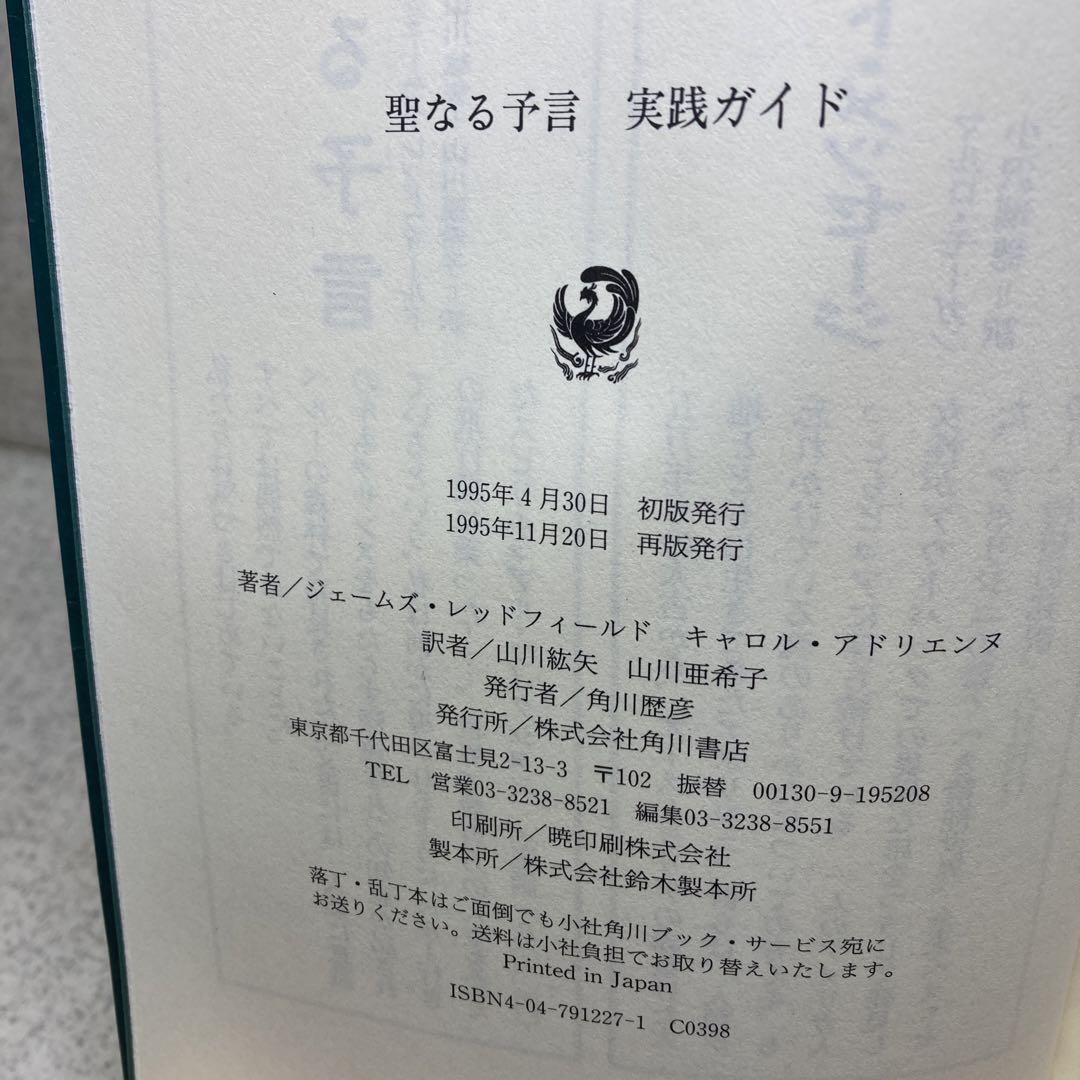 聖なる予言　実践ガイド
1995年4月30日　初版発行
1995年11月20日　再版発行
著者／ジェームズ・レッドフィールド　キャロル・アドリエンヌ
訳者／山川紘矢　山川亜希子
発行者／角川歴彦
発行所／株式会社角川書店
東京都千代田区富士見2-13-3　〒102　振替　00130-9-195208
TEL　営業03-3238-8521　編集03-3238-8551
印刷所／暁印刷株式会社
製本所／株式会社鈴木製本所
落丁・乱丁本はご面倒でも小社角川ブック・サービス宛に
お送りください。送料は小社負担でお取り替えいたします。
Printed in Japan
ISBN4-04-791227-1　C0398